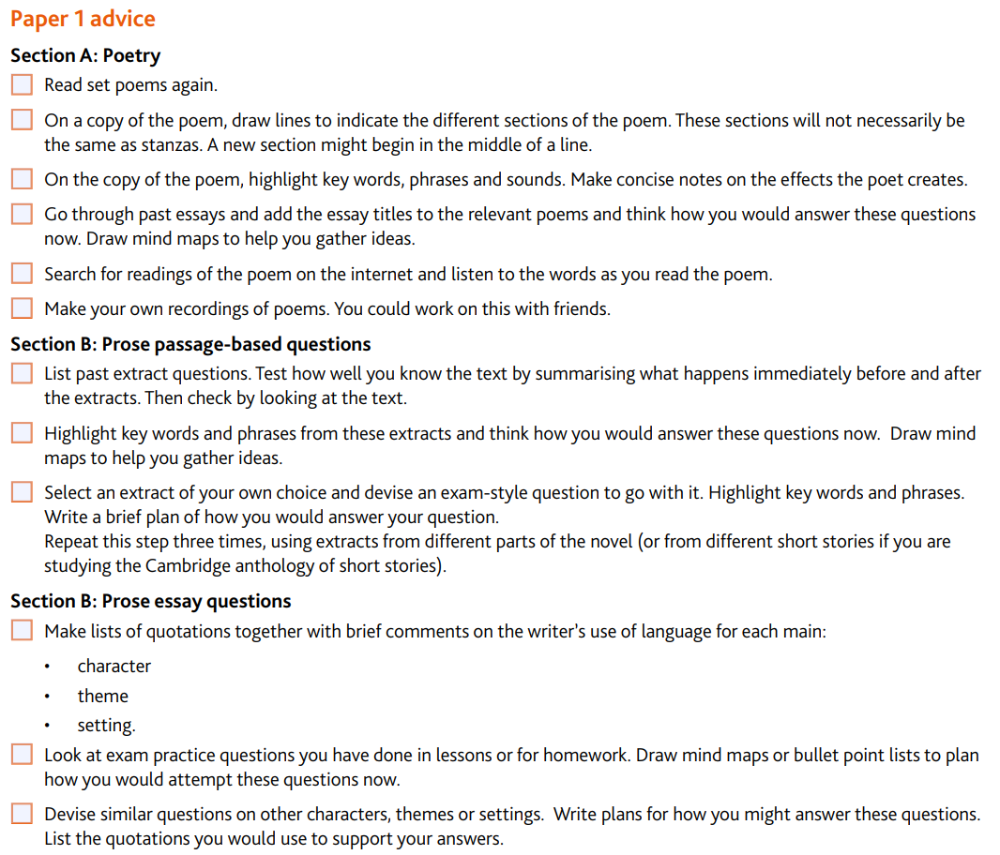 Paper 1 advice
Section A: Poetry
Read set poems again.
On a copy of the poem, draw lines to indicate the different sections of the poem. These sections will not necessarily be
the same as stanzas. A new section might begin in the middle of a line.
On the copy of the poem, highlight key words, phrases and sounds. Make concise notes on the effects the poet creates.
Go through past essays and add the essay titles to the relevant poems and think how you would answer these questions
now. Draw mind maps to help you gather ideas.
Search for readings of the poem on the internet and listen to the words as you read the poem.
Make your own recordings of poems. You could work on this with friends.
Section B: Prose passage-based questions
List past extract questions. Test how well you know the text by summarising what happens immediately before and after
the extracts. Then check by looking at the text.
Highlight key words and phrases from these extracts and think how you would answer these questions now.  Draw mind
maps to help you gather ideas.
Select an extract of your own choice and devise an exam-style question to go with it. Highlight key words and phrases.
Write a brief plan of how you would answer your question.
Repeat this step three times, using extracts from different parts of the novel (or from different short stories if you are
studying the Cambridge anthology of short stories).
Section B: Prose essay questions
Make lists of quotations together with brief comments on the writer's use of language for each main:
• character
• theme
• setting.
Look at exam practice questions you have done in lessons or for homework. Draw mind maps or bullet point lists to plan
how you would attempt these questions now.
Devise similar questions on other characters, themes or settings.  Write plans for how you might answer these questions.
List the quotations you would use to support your answers.